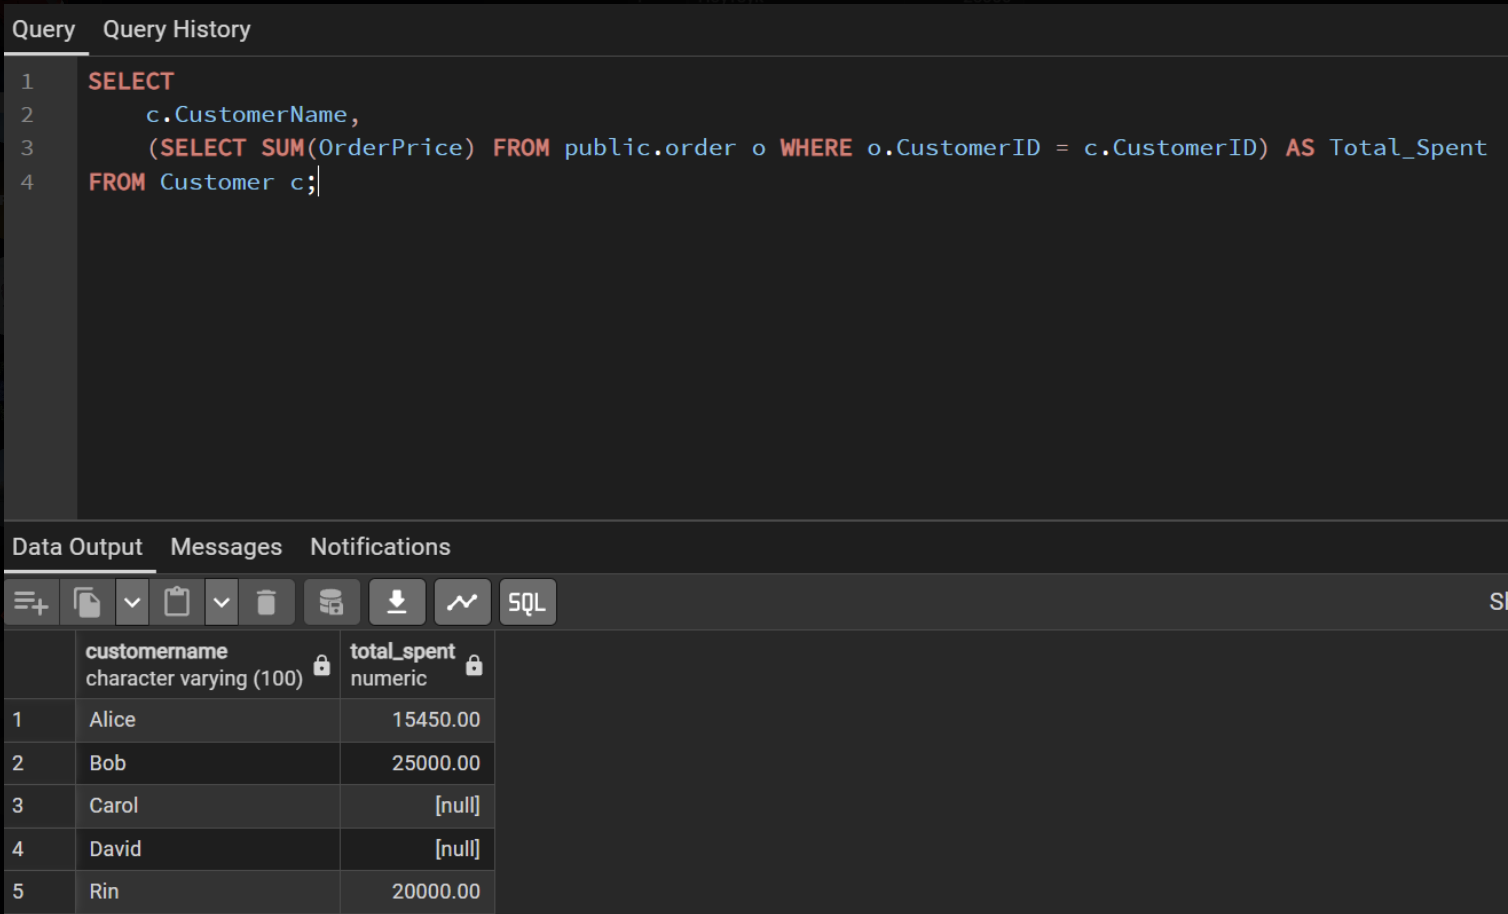 Query Query History
1 SELECT
2 c.CustomerName,
3 (SELECT SUM(OrderPrice) FROM public.order o WHERE o.CustomerID = c.CustomerID) AS Total_Spent
4 FROM Customer c;
Data Output Messages Notifications
SQL
customername total_spent
character varying (100) numeric
1 Alice 15450.00
2 Bob 25000.00
3 Carol [null]
4 David [null]
5 Rin 20000.00